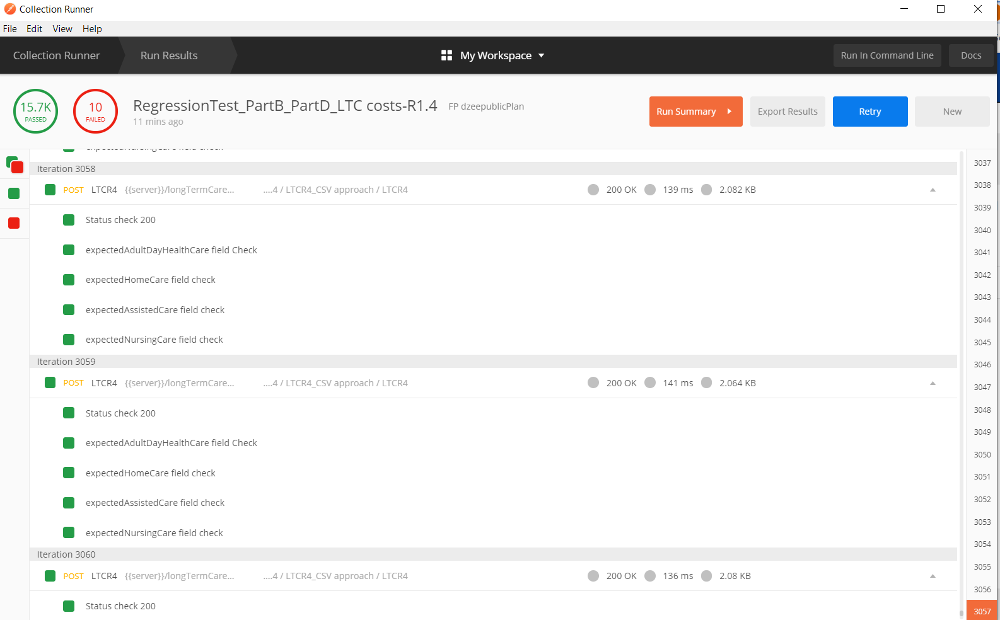 Collection Runner
File Edit View Help
Collection Runner Run Results My Workspace Run In Command Line Docs
15.7K PASSED
10 FAILED
RegressionTest_PartB_PartD_LTC costs-R1.4 FP dzeepublicPlan
11 mins ago
Run Summary Export Results Retry New
expectedNursingCare field check
Iteration 3058
POST LTCR4 {{server}}/longTermCare... ....4 / LTCR4_CSV approach / LTCR4 200 OK 139 ms 2.082 KB
Status check 200
expectedAdultDayHealthCare field Check
expectedHomeCare field check
expectedAssistedCare field check
expectedNursingCare field check
Iteration 3059
POST LTCR4 {{server}}/longTermCare... ....4 / LTCR4_CSV approach / LTCR4 200 OK 141 ms 2.064 KB
Status check 200
expectedAdultDayHealthCare field Check
expectedHomeCare field check
expectedAssistedCare field check
expectedNursingCare field check
Iteration 3060
POST LTCR4 {{server}}/longTermCare... ....4 / LTCR4_CSV approach / LTCR4 200 OK 136 ms 2.08 KB
Status check 200
3037
3038
3039
3040
3041
3042
3043
3044
3045
3046
3047
3048
3049
3050
3051
3052
3053
3054
3055
3056
3057